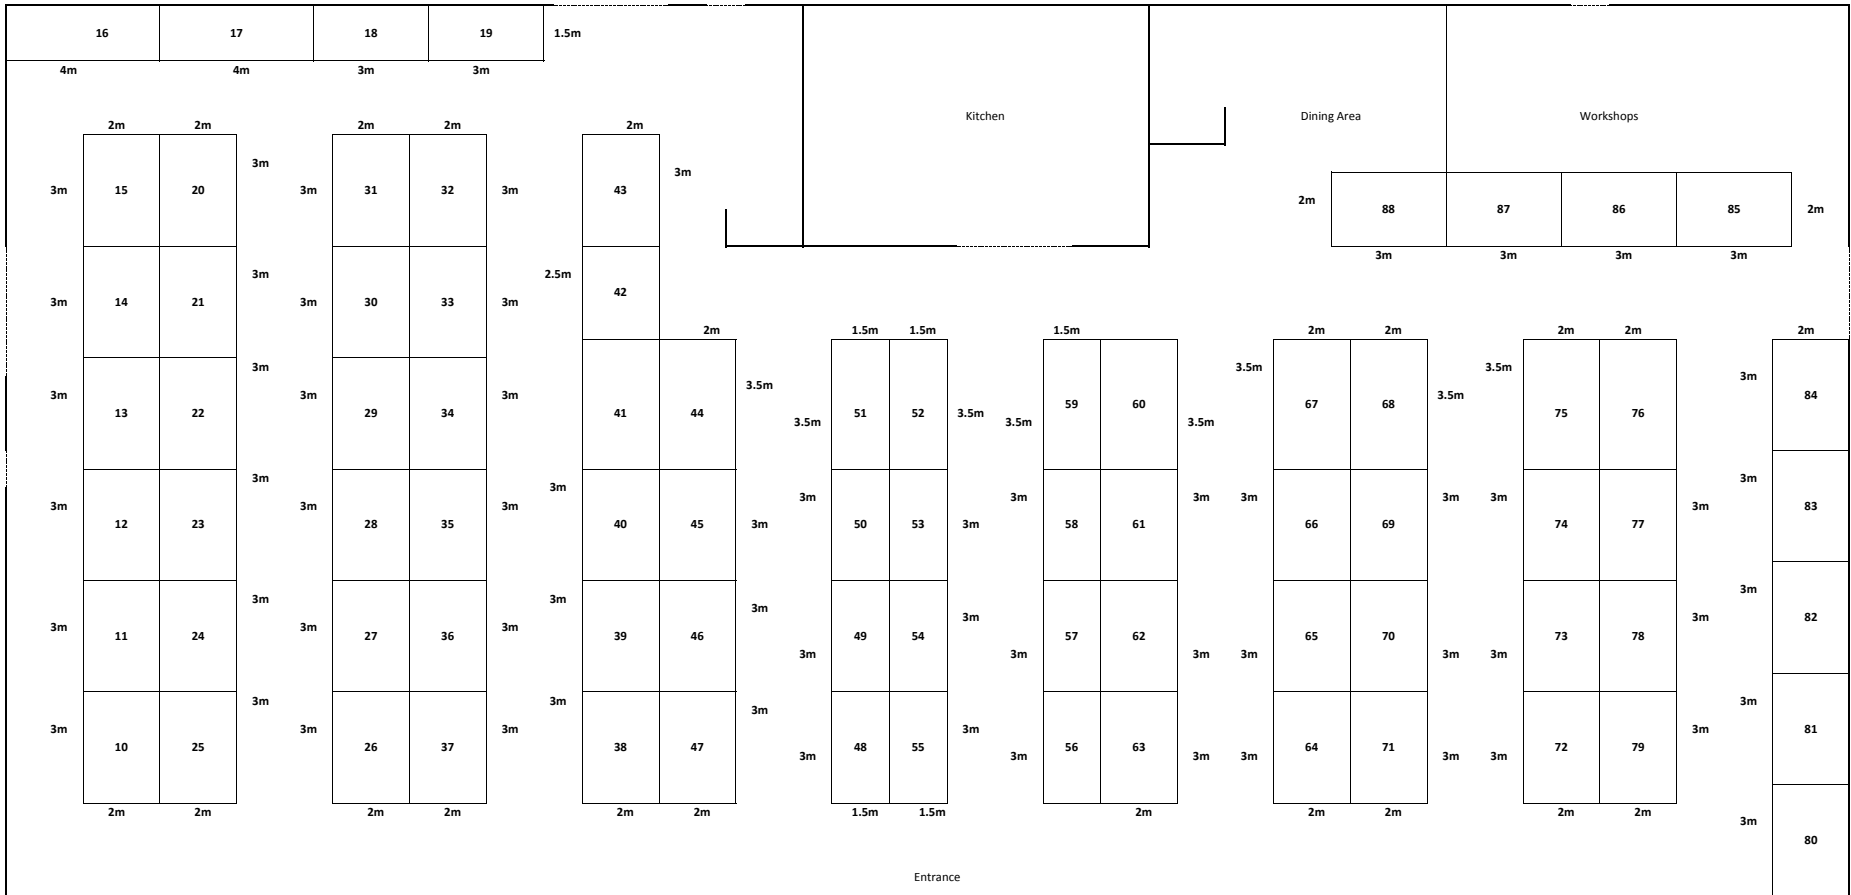 16 17 18 19 1.5m
4m 4m 3m 3m
Kitchen Dining Area Workshops
2m 2m 2m 2m 2m
3m 3m
3m 15 20 3m 31 32 3m 43 2m 88 87 86 85 2m
3m 3m 3m 3m
3m 2.5m
3m 14 21 3m 30 33 3m 42
2m 1.5m 1.5m 1.5m 2m 2m 2m 2m 2m
3m 3.5m 3.5m
3m 3.5m
3m 3m 3m 3.5m 84
13 22 29 34 41 44 3.5m 51 52 3.5m 3.5m 59 60 3.5m 67 68 75 76
3m 3m 3m
3m 3m 3m 3m 3m 3m 3m
3m 12 23 3m 28 35 3m 40 45 3m 50 53 3m 58 61 66 69 74 77 3m 83
3m 3m 3m 3m
3m 11 24 3m 27 36 3m 39 46 49 54 3m 57 62 65 70 73 78 3m 82
3m 3m 3m 3m 3m 3m
3m 3m 3m 3m
3m 10 25 3m 26 37 3m 38 47 48 55 3m 56 63 64 71 72 79 3m 81
3m 3m 3m 3m 3m 3m
2m 2m 2m 2m 2m 2m 1.5m 1.5m 2m 2m 2m 2m 2m
3m 80
Entrance